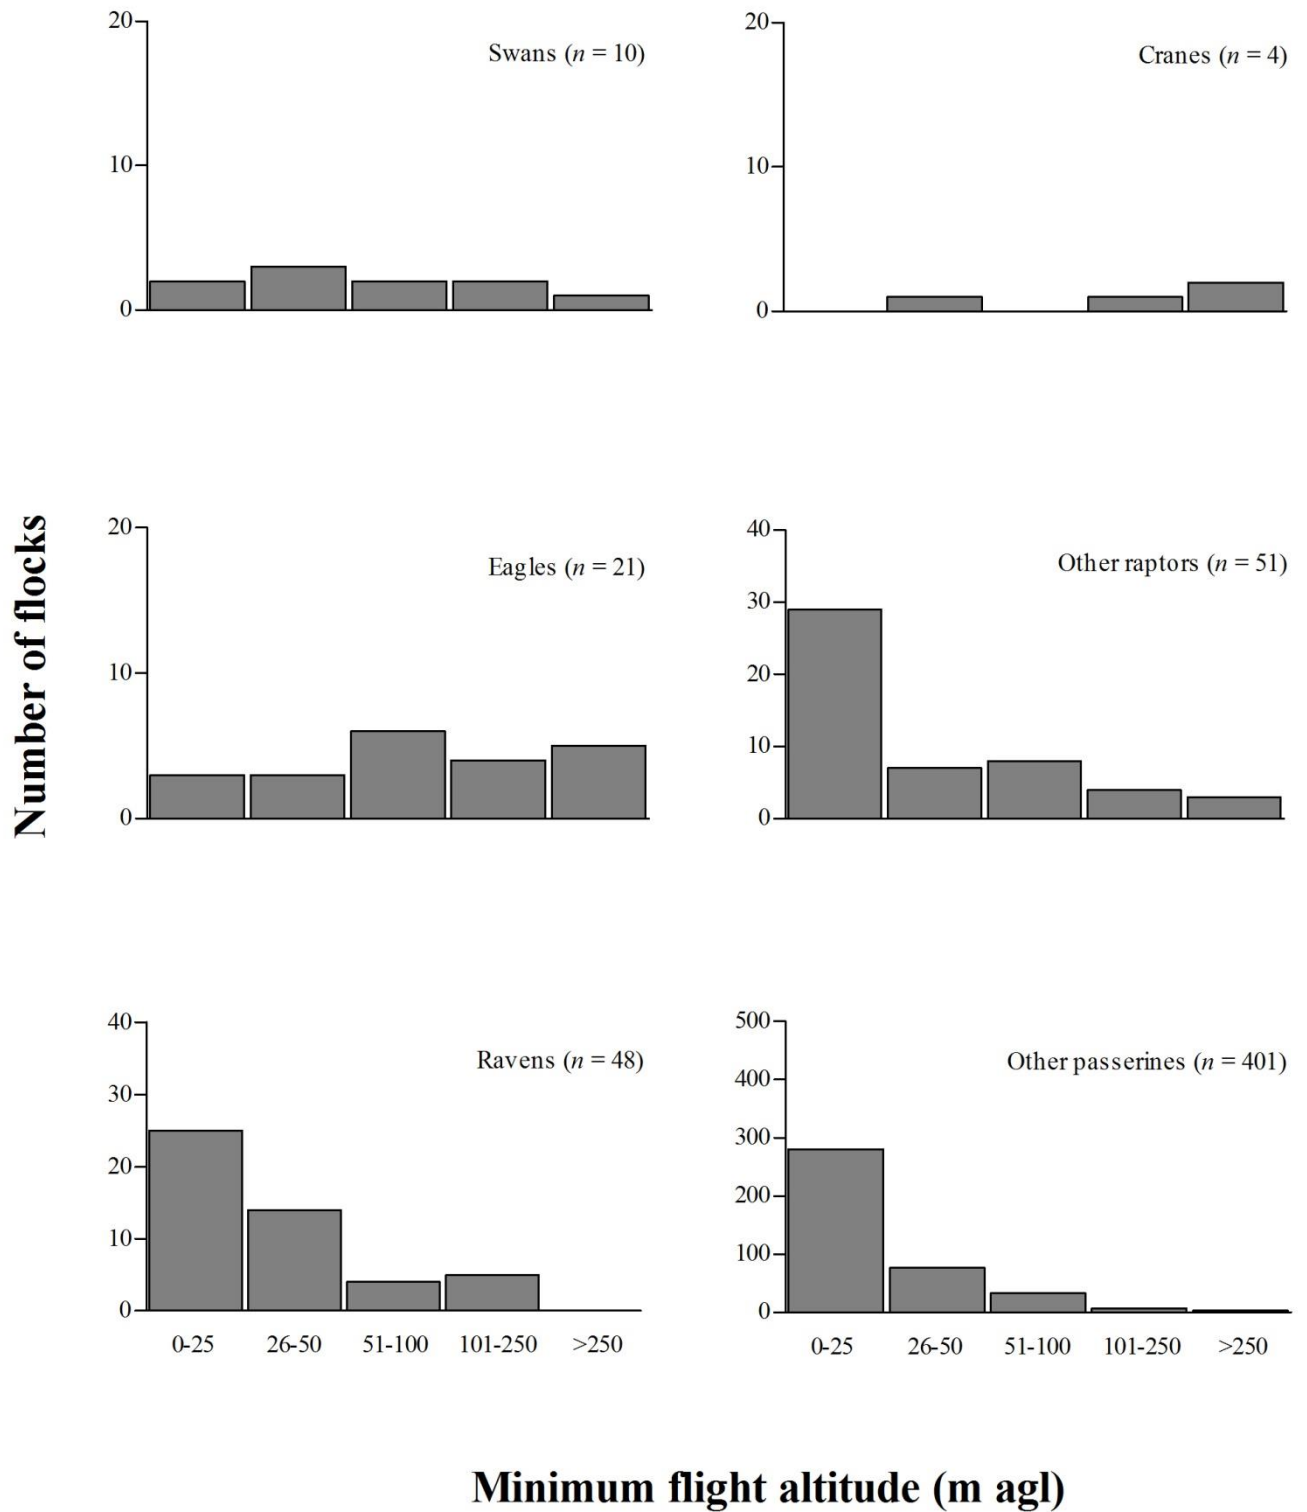 20
10
0
Swans (n = 10)
20
10
0
Cranes (n = 4)
Number of flocks
20
10
0
Eagles (n = 21)
40
30
20
10
0
Other raptors (n = 51)
40
30
20
10
0
Ravens (n = 48)
0-25 26-50 51-100 101-250 >250
500
400
300
200
100
0
Other passerines (n = 401)
0-25 26-50 51-100 101-250 >250
Minimum flight altitude (m agl)